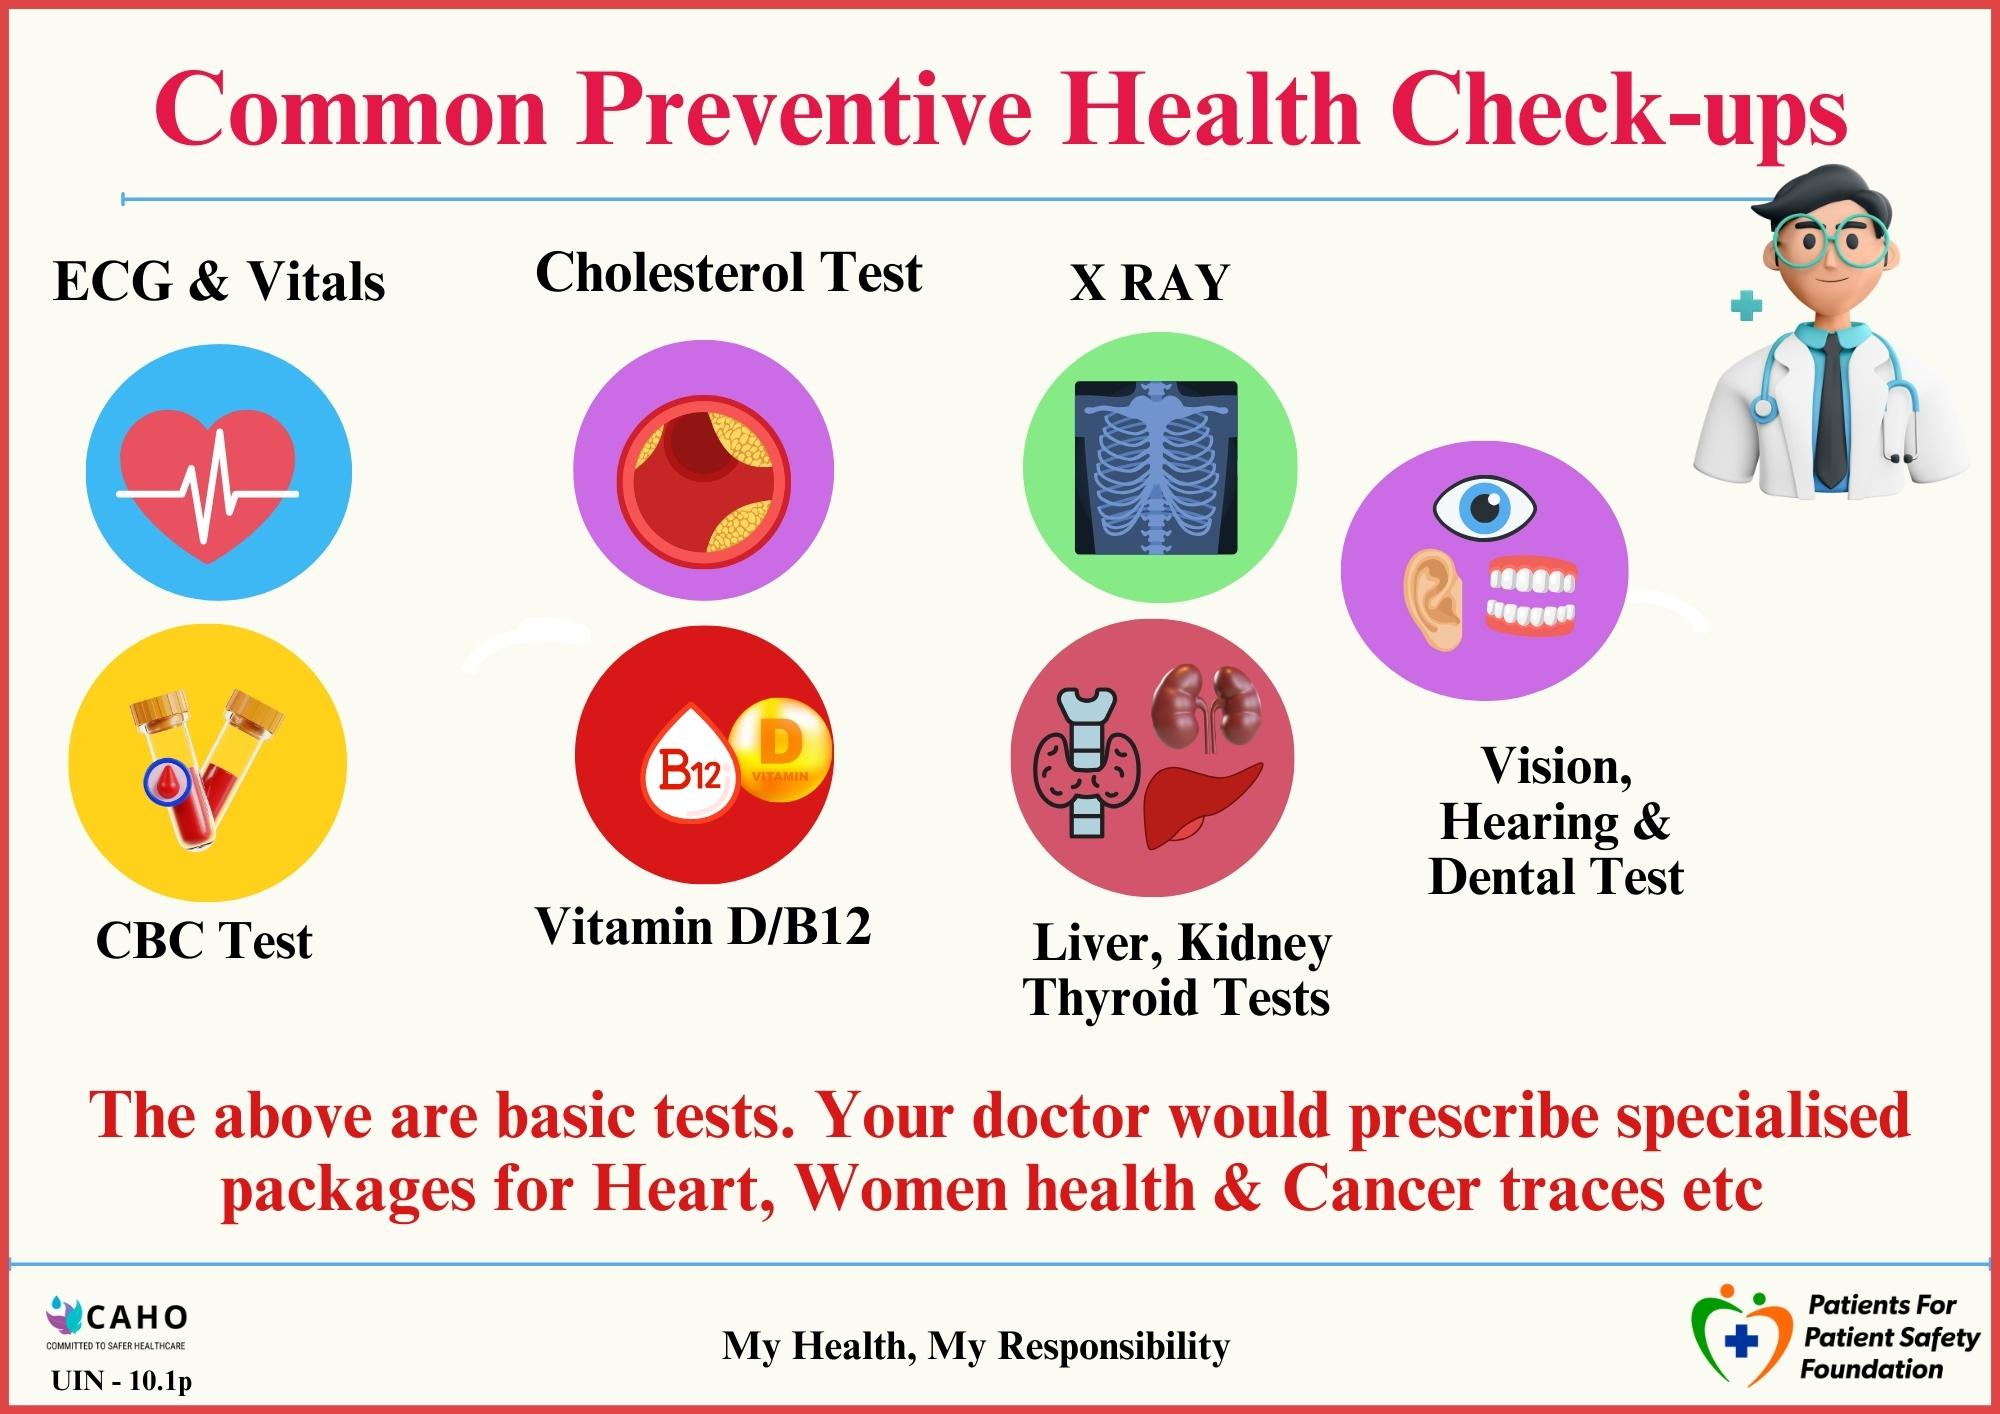 Common Preventive Health Check-ups
ECG & Vitals
Cholesterol Test
X RAY
B12
D
VITAMIN
CBC Test
Vitamin D/B12
Liver, Kidney
Thyroid Tests
Vision,
Hearing &
Dental Test
The above are basic tests. Your doctor would prescribe specialised
packages for Heart, Women health & Cancer traces etc
CAHO
COMMITTED TO SAFER HEALTHCARE
UIN - 10.1p
My Health, My Responsibility
Patients For
Patient Safety
Foundation